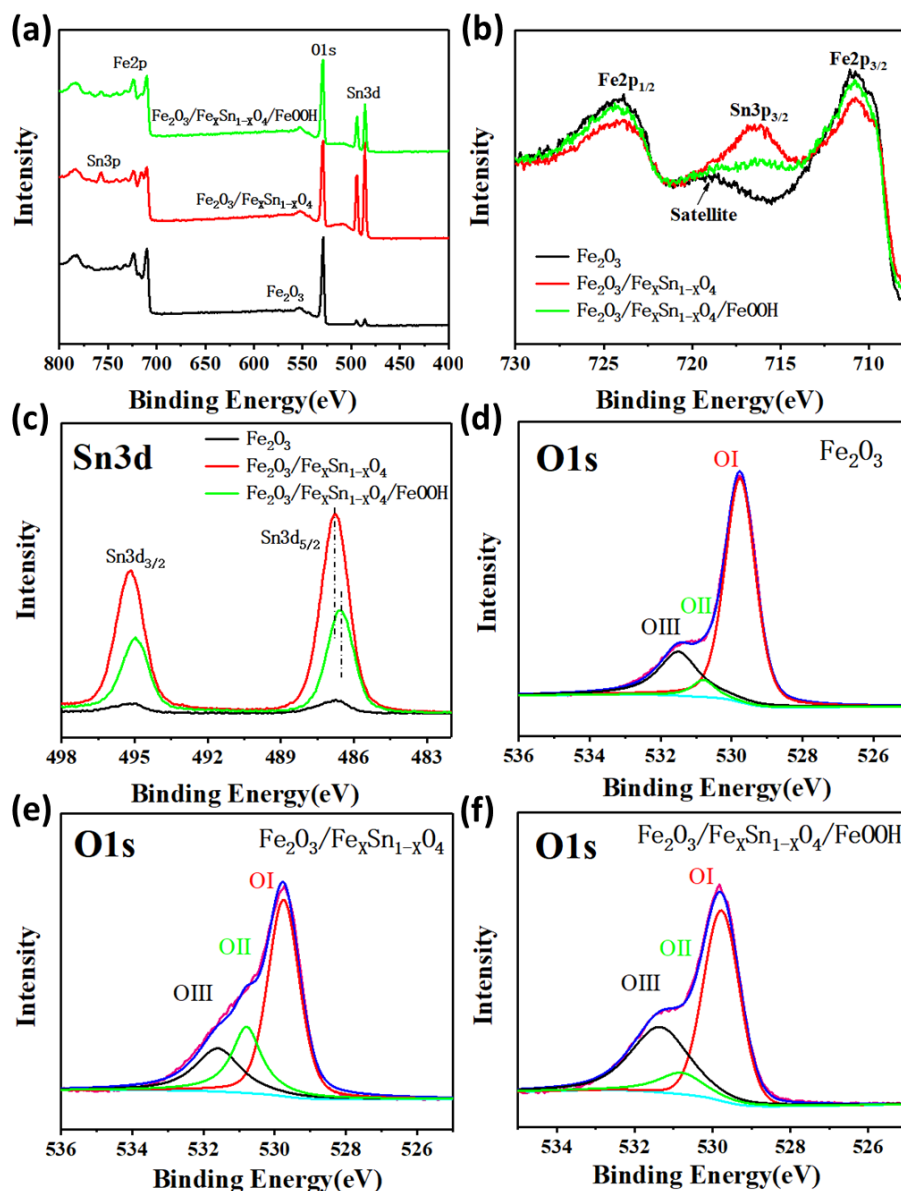 (a)
Fe2p
O1s
Sn3d
Fe₂O₃/FeₓSn₁₋ₓO₄/FeOOH
Sn3p
Fe₂O₃/FeₓSn₁₋ₓO₄
Fe₂O₃
Intensity
800 750 700 650 600 550 500 450 400
Binding Energy(eV)
(b)
Fe2p₁/₂
Sn3p₃/₂
Fe2p₃/₂
Satellite
Fe₂O₃
Fe₂O₃/FeₓSn₁₋ₓO₄
Fe₂O₃/FeₓSn₁₋ₓO₄/FeOOH
Intensity
730 725 720 715 710
Binding Energy(eV)
(c)
Sn3d
Fe₂O₃
Fe₂O₃/FeₓSn₁₋ₓO₄
Fe₂O₃/FeₓSn₁₋ₓO₄/FeOOH
Sn3d₃/₂
Sn3d₅/₂
Intensity
498 495 492 489 486 483
Binding Energy(eV)
(d)
O1s
Fe₂O₃
OI
OII
OIII
Intensity
536 534 532 530 528 526
Binding Energy(eV)
(e)
O1s
Fe₂O₃/FeₓSn₁₋ₓO₄
OI
OII
OIII
Intensity
536 534 532 530 528 526
Binding Energy(eV)
(f)
O1s
Fe₂O₃/FeₓSn₁₋ₓO₄/FeOOH
OI
OII
OIII
Intensity
534 532 530 528 526
Binding Energy(eV)